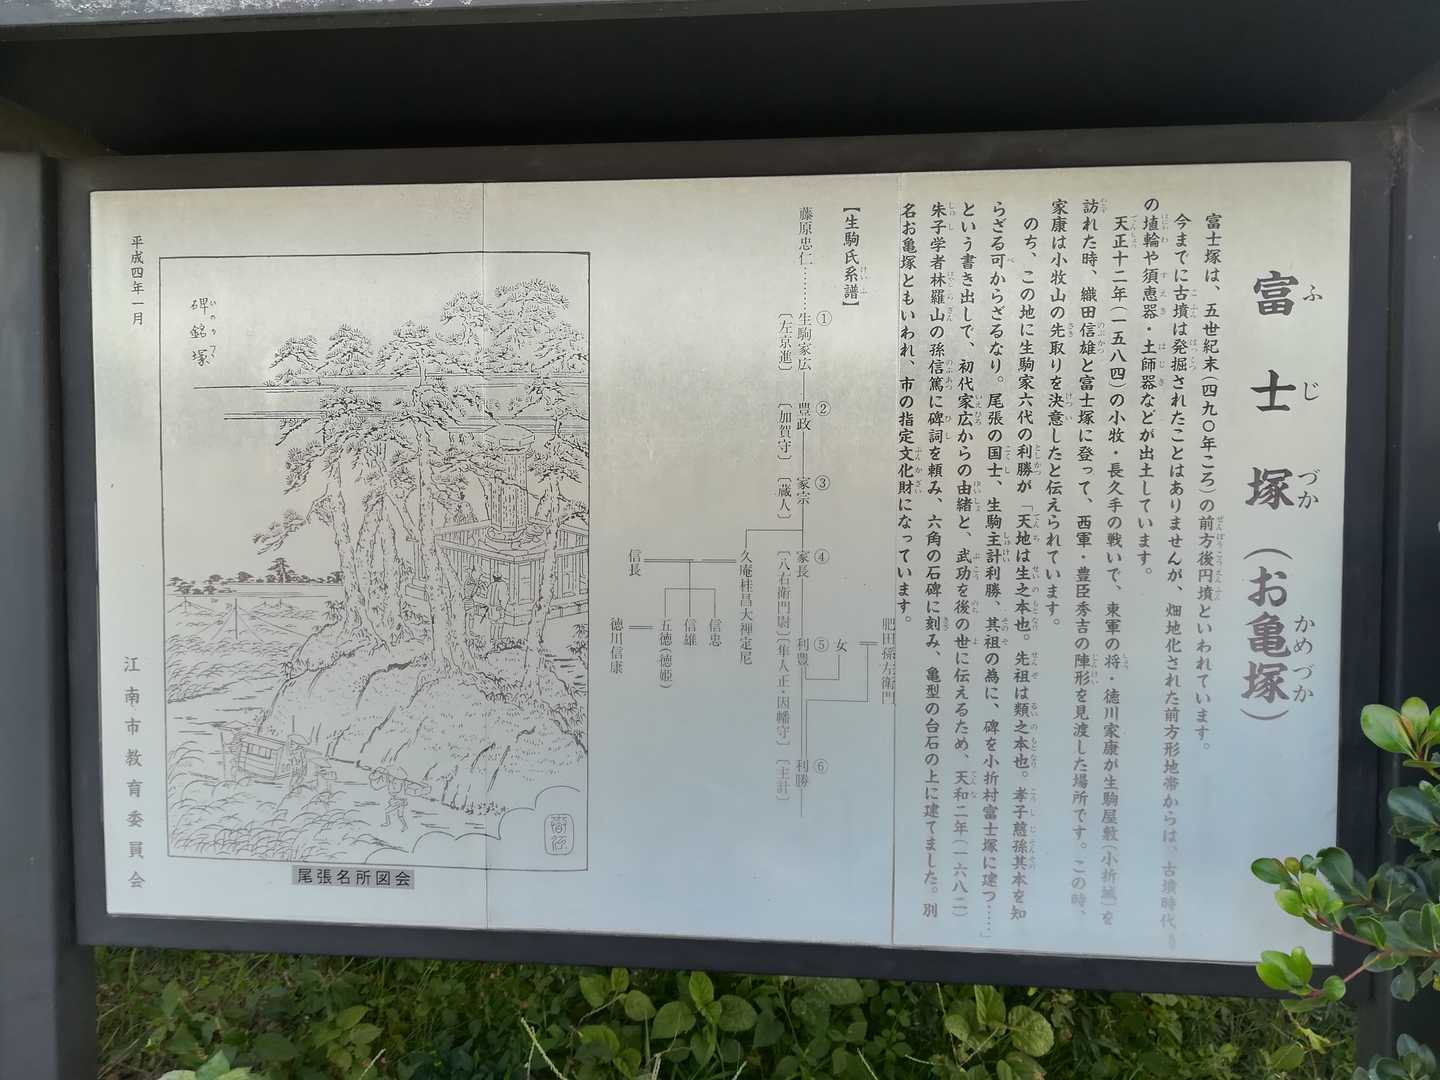 富士塚(お亀塚)
ふじづか かめづか
富士塚は、五世紀末(四九〇年ころ)の前方後円墳といわれています。
今までに古墳は発掘されたことはありませんが、畑地化された前方形地帯からは、古墳時代
の埴輪や須恵器・土師器などが出土しています。
天正十二年(一五八四)の小牧・長久手の戦いで、東軍の将・徳川家康が生駒屋敷(小折城)を
訪れた時、織田信雄と富士塚に登って、西軍・豊臣秀吉の陣形を見渡した場所です。この時、
家康は小牧山の先取りを決意したと伝えられています。
のち、この地に生駒家六代の利勝が「天地は生之本也。先祖は類之本也。孝子慈孫其本を知
らざる可からざるなり。尾張の国士、生駒主計利勝、其祖の為に、碑を小折村富士塚に建つ……」
という書き出しで、初代家広からの由緒と、武功を後の世に伝えるため、天和二年(一六八二)
朱子学者林羅山の孫信篤に碑詞を頼み、六角の石碑に刻み、亀型の台石の上に建てました。別
名お亀塚ともいわれ、市の指定文化財になっています。
【生駒氏系譜】
藤原忠仁………生駒家広①
〔左京進〕
豊政②
〔加賀守〕
家宗③
〔蔵人〕
家長④
〔八右衛門尉〕
利豊⑤
〔隼人正・因幡守〕
利勝⑥
〔主計〕
肥田孫左衛門
女
久庵桂昌大禅定尼
信長
信忠
信雄
五徳(徳姫)
徳川信康
碑銘塚
いのりつか
尾張名所図会
平成四年一月
江南市教育委員会